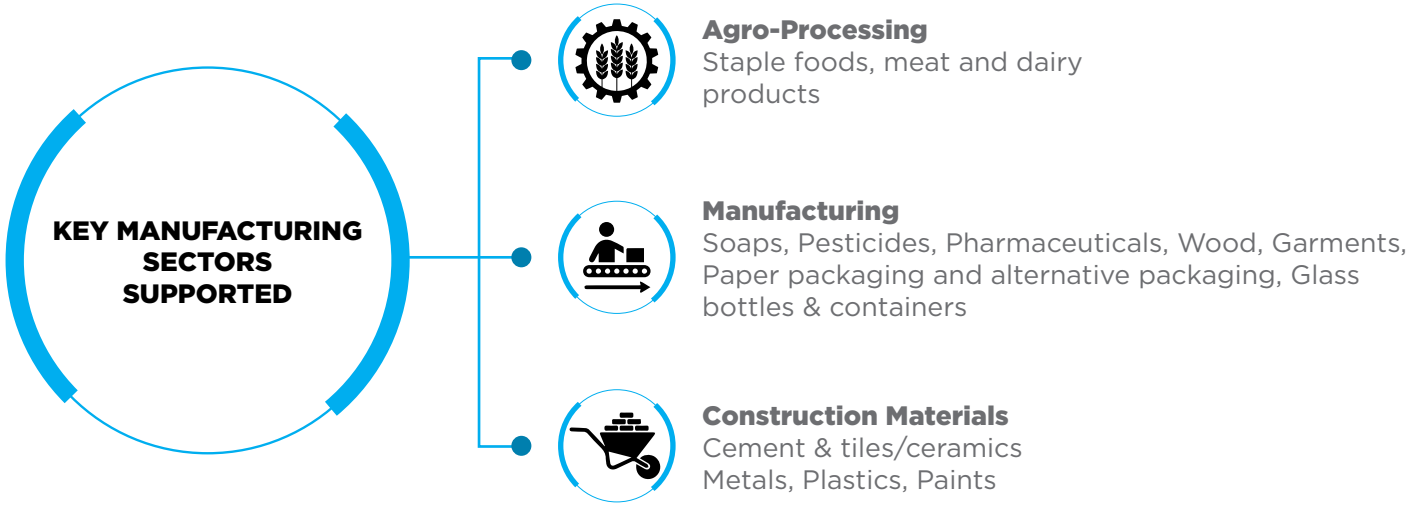 KEY MANUFACTURING
SECTORS
SUPPORTED
Agro-Processing
Staple foods, meat and dairy
products
Manufacturing
Soaps, Pesticides, Pharmaceuticals, Wood, Garments,
Paper packaging and alternative packaging, Glass
bottles & containers
Construction Materials
Cement & tiles/ceramics
Metals, Plastics, Paints